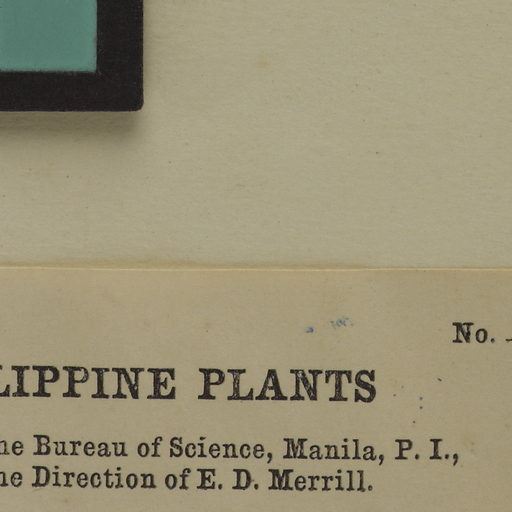 No.
LIPPINE PLANTS
he Bureau of Science, Manila, P. I.,
he Direction of E. D. Merrill.